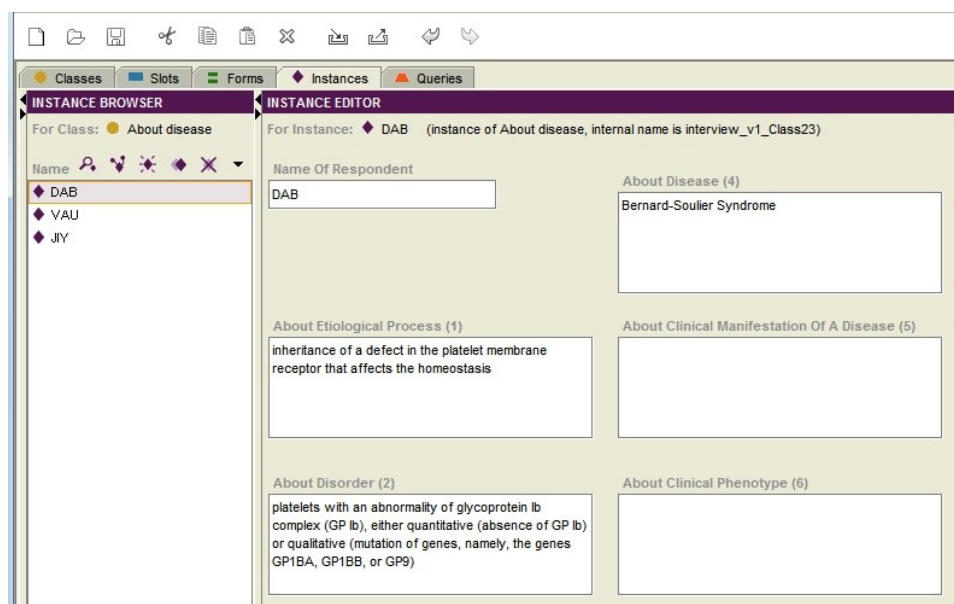 Classes Slots Forms Instances Queries
INSTANCE BROWSER
For Class: About disease
Name
DAB
VAU
JIY
INSTANCE EDITOR
For Instance: DAB (instance of About disease, internal name is interview_v1_Class23)
Name Of Respondent
DAB
About Disease (4)
Bernard-Soulier Syndrome
About Etiological Process (1)
inheritance of a defect in the platelet membrane
receptor that affects the homeostasis
About Clinical Manifestation Of A Disease (5)
About Disorder (2)
platelets with an abnormality of glycoprotein Ib
complex (GP Ib), either quantitative (absence of GP Ib)
or qualitative (mutation of genes, namely, the genes
GP1BA, GP1BB, or GP9)
About Clinical Phenotype (6)